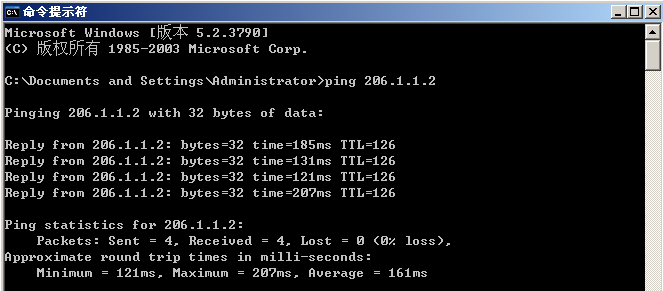 命令提示符
Microsoft Windows [版本 5.2.3790]
(C) 版权所有 1985-2003 Microsoft Corp.
C:\Documents and Settings\Administrator>ping 206.1.1.2
Pinging 206.1.1.2 with 32 bytes of data:
Reply from 206.1.1.2: bytes=32 time=185ms TTL=126
Reply from 206.1.1.2: bytes=32 time=131ms TTL=126
Reply from 206.1.1.2: bytes=32 time=121ms TTL=126
Reply from 206.1.1.2: bytes=32 time=207ms TTL=126
Ping statistics for 206.1.1.2:
    Packets: Sent = 4, Received = 4, Lost = 0 (0% loss),
Approximate round trip times in milli-seconds:
    Minimum = 121ms, Maximum = 207ms, Average = 161ms